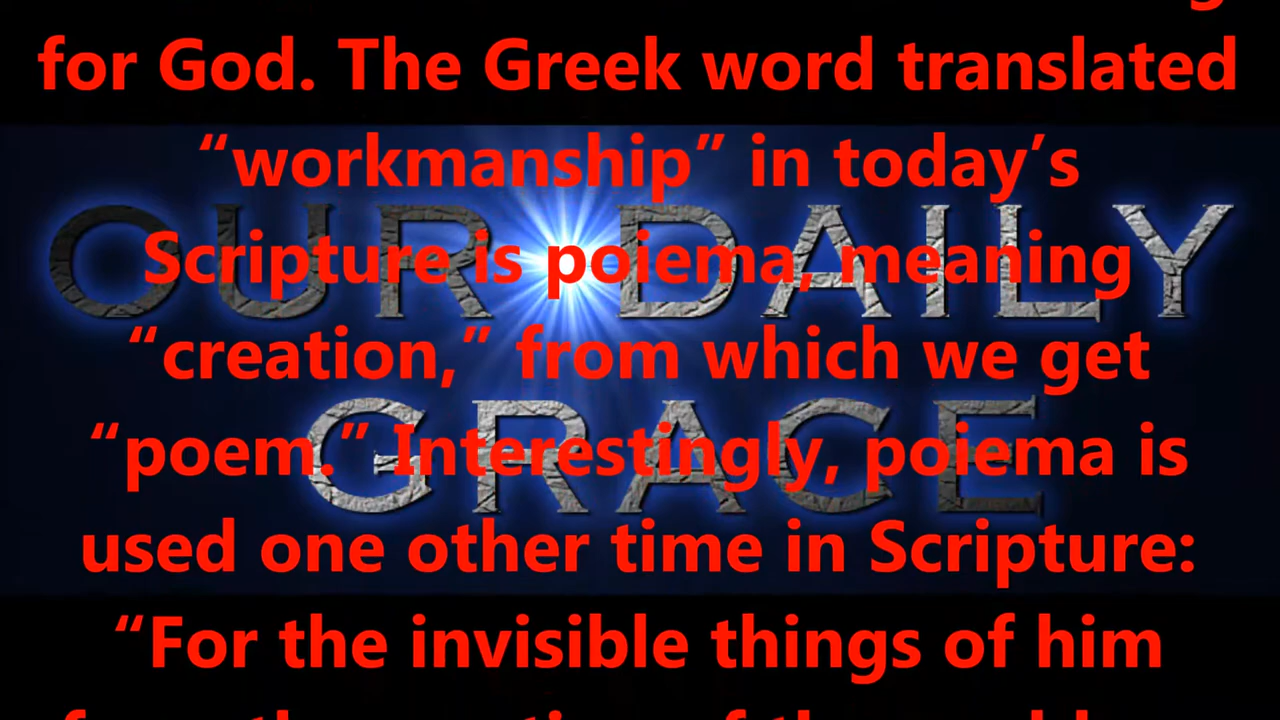 for God. The Greek word translated
“workmanship” in today’s
Scripture is poiema, meaning
“creation,” from which we get
“poem.” Interestingly, poiema is
used one other time in Scripture:
“For the invisible things of him
OUR DAILY
GRACE